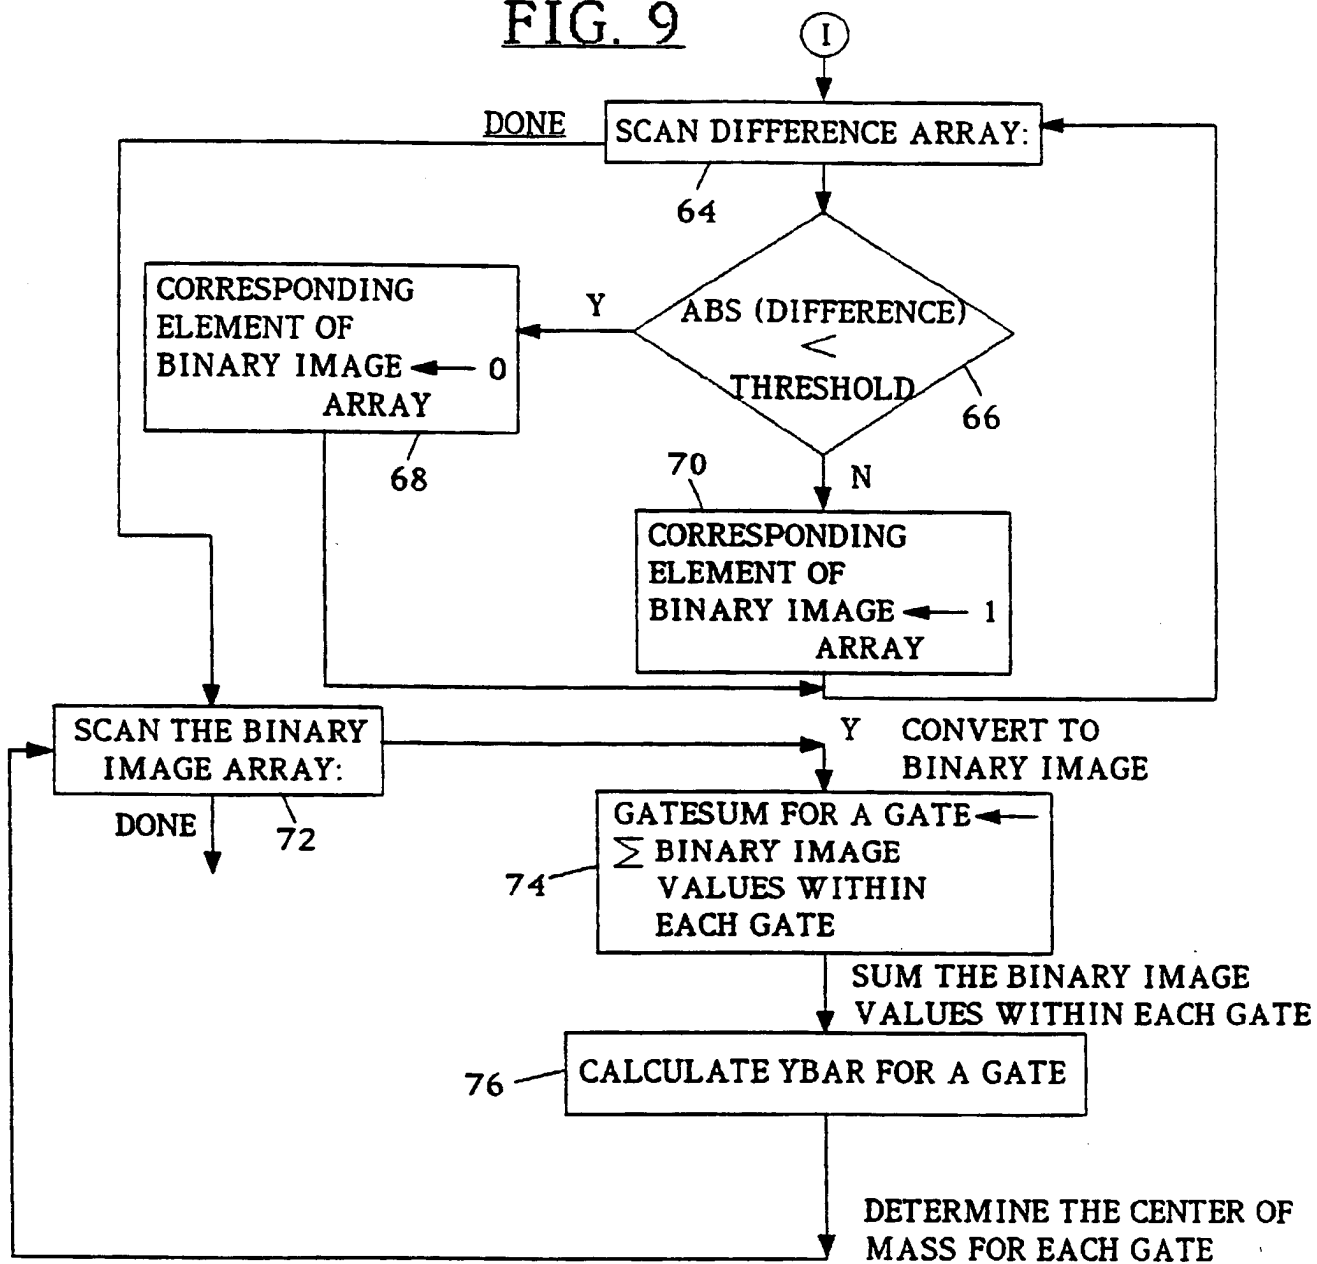 FIG. 9
I
DONE
SCAN DIFFERENCE ARRAY:
64
CORRESPONDING
ELEMENT OF
BINARY IMAGE ← 0
ARRAY
68
Y
ABS (DIFFERENCE)
<
THRESHOLD
66
N
70
CORRESPONDING
ELEMENT OF
BINARY IMAGE ← 1
ARRAY
SCAN THE BINARY
IMAGE ARRAY:
DONE
72
Y CONVERT TO
BINARY IMAGE
GATESUM FOR A GATE ←
∑ BINARY IMAGE
VALUES WITHIN
EACH GATE
74
SUM THE BINARY IMAGE
VALUES WITHIN EACH GATE
76
CALCULATE YBAR FOR A GATE
DETERMINE THE CENTER OF
MASS FOR EACH GATE